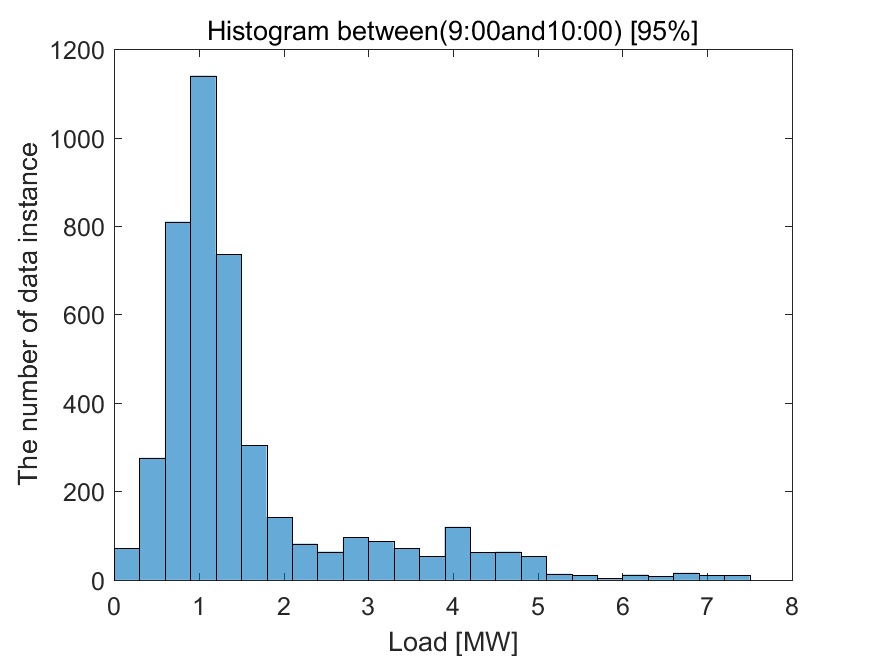 Histogram between(9:00and10:00) [95%]
The number of data instance
1200
1000
800
600
400
200
0
0 1 2 3 4 5 6 7 8
Load [MW]